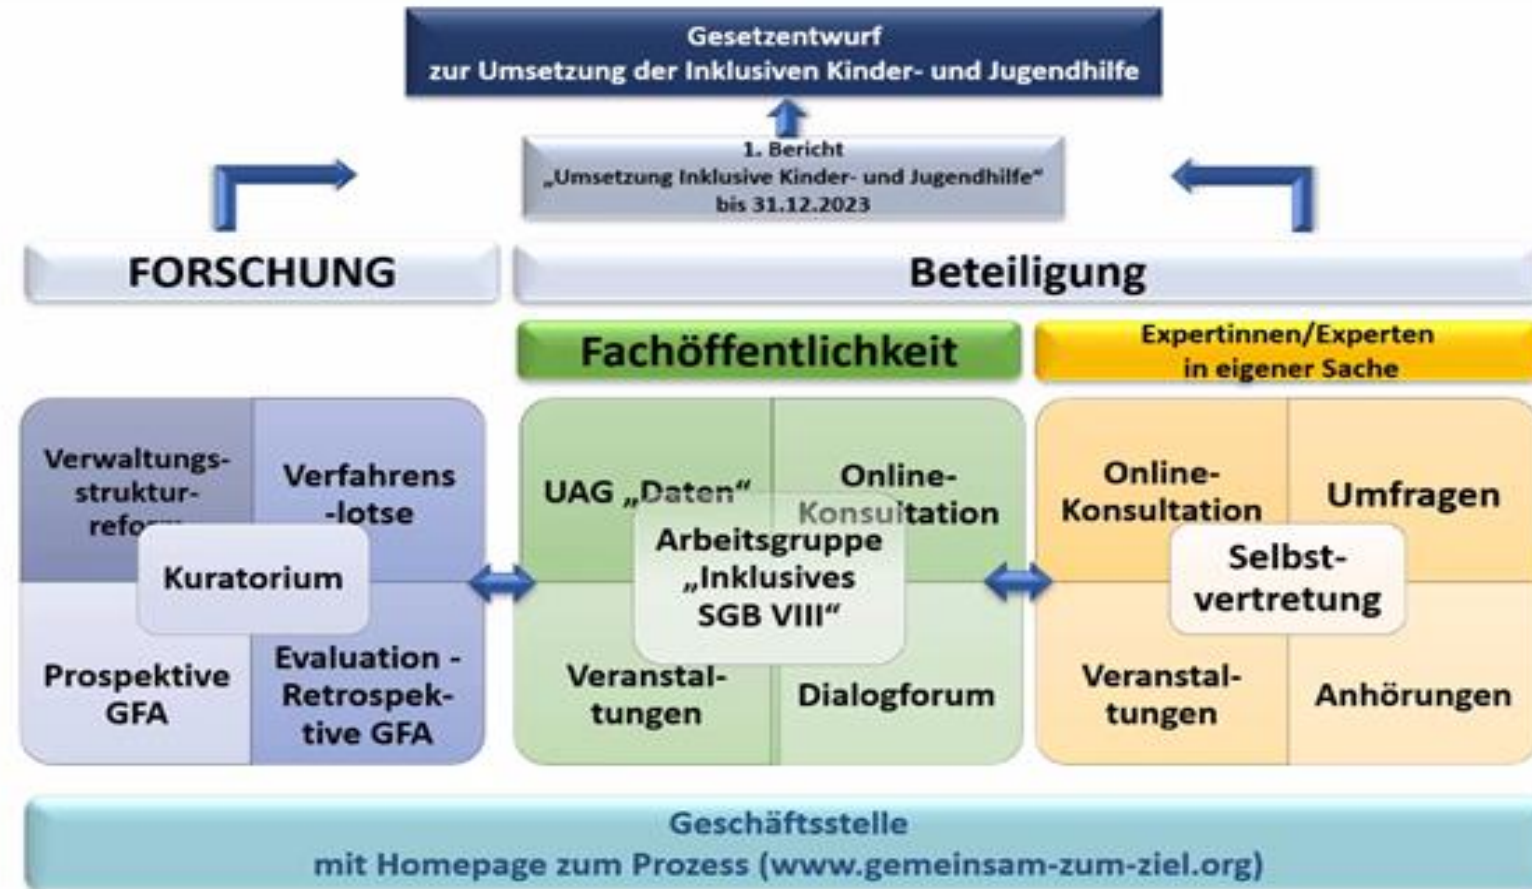 Gesetzentwurf
zur Umsetzung der Inklusiven Kinder- und Jugendhilfe
1. Bericht
„Umsetzung Inklusive Kinder- und Jugendhilfe“
bis 31.12.2023
FORSCHUNG
Beteiligung
Fachöffentlichkeit
Expertinnen/Experten
in eigener Sache
Verwaltungs-
struktur-
reform
Verfahrens
-lotse
Kuratorium
Prospektive
GFA
Evaluation -
Retrospek-
tive GFA
UAG „Daten“
Online-
Konsultation
Arbeitsgruppe
„Inklusives
SGB VIII“
Veranstal-
tungen
Dialogforum
Online-
Konsultation
Umfragen
Selbst-
vertretung
Veranstal-
tungen
Anhörungen
Geschäftsstelle
mit Homepage zum Prozess (www.gemeinsam-zum-ziel.org)